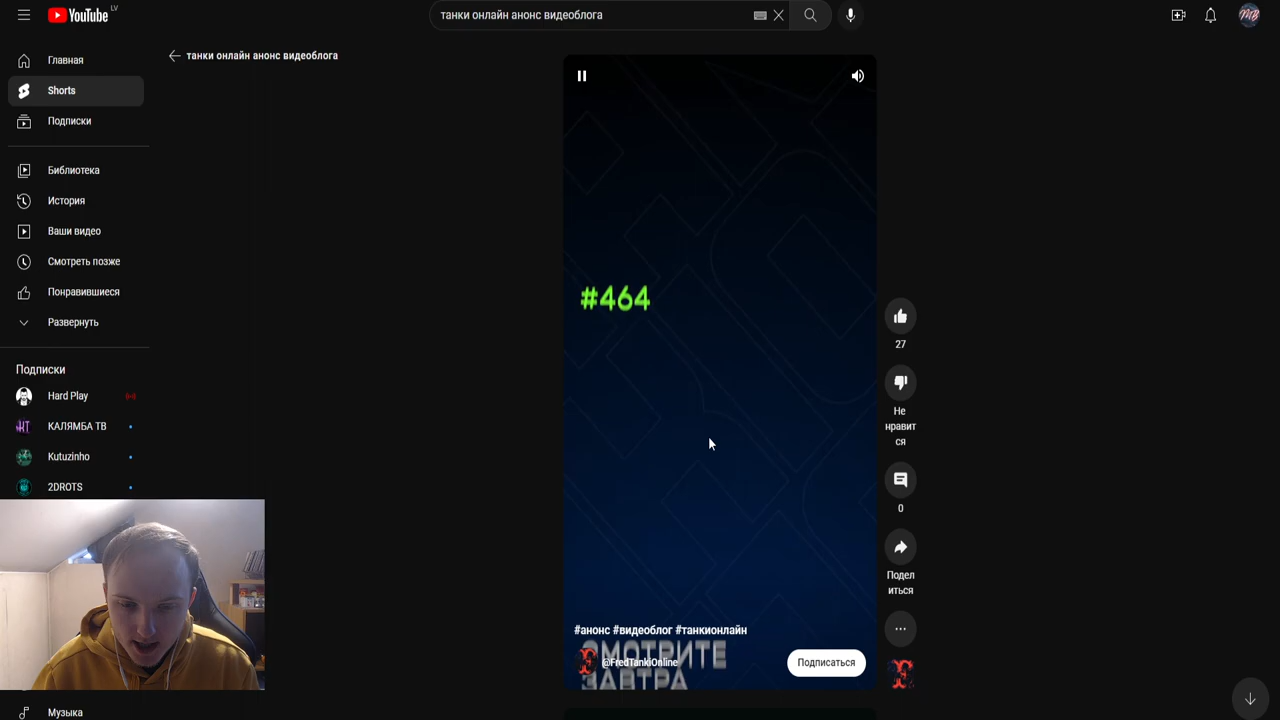 YouTube LV
танки онлайн анонс видеоблога
Главная
танки онлайн анонс видеоблога
Shorts
Подписки
Библиотека
История
Ваши видео
Смотреть позже
Понравившиеся
Развернуть
Подписки
Hard Play
КАЛЯМБА ТВ
Kutuzinho
2DROTS
Музыка
#464
#анонс #видеоблог #танкионлайн
СМОТРИТЕ
ЗАВТРА
@FredTankiOnline
Подписаться
27
Не
нравит
ся
0
Подел
иться